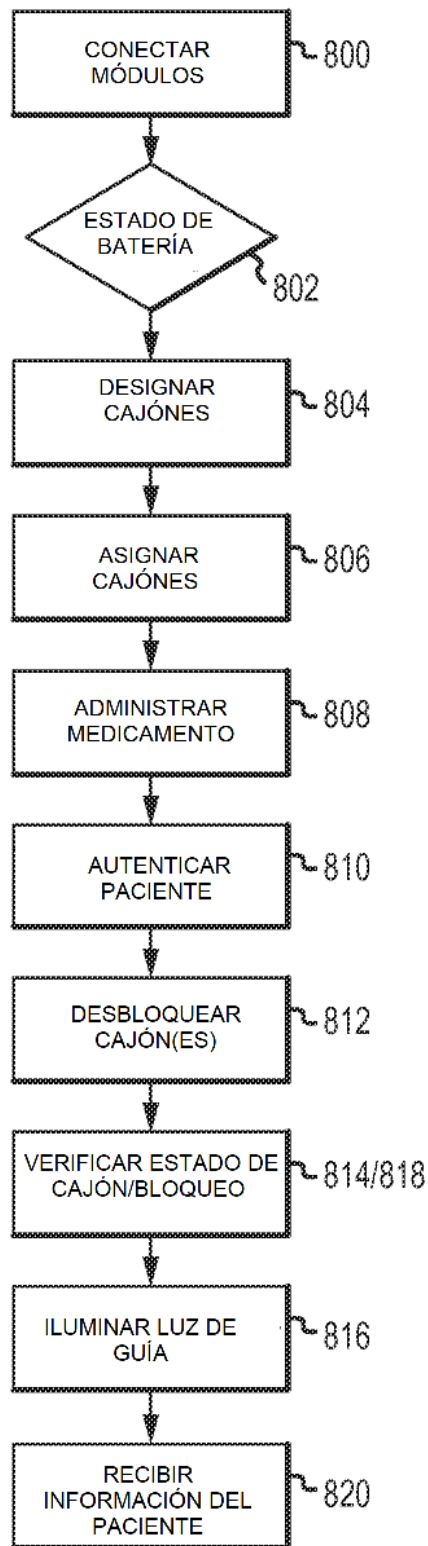 CONECTAR
MÓDULOS
800
ESTADO DE
BATERÍA
802
DESIGNAR
CAJÓNES
804
ASIGNAR
CAJÓNES
806
ADMINISTRAR
MEDICAMENTO
808
AUTENTICAR
PACIENTE
810
DESBLOQUEAR
CAJÓN(ES)
812
VERIFICAR ESTADO DE
CAJÓN/BLOQUEO
814/818
ILUMINAR LUZ DE
GUÍA
816
RECIBIR
INFORMACIÓN DEL
PACIENTE
820